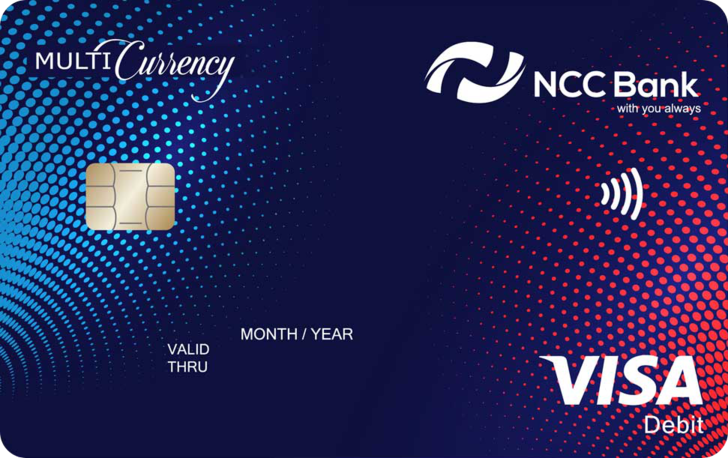 MULTI Currency
NCC Bank
with you always
MONTH / YEAR
VALID
THRU
VISA
Debit